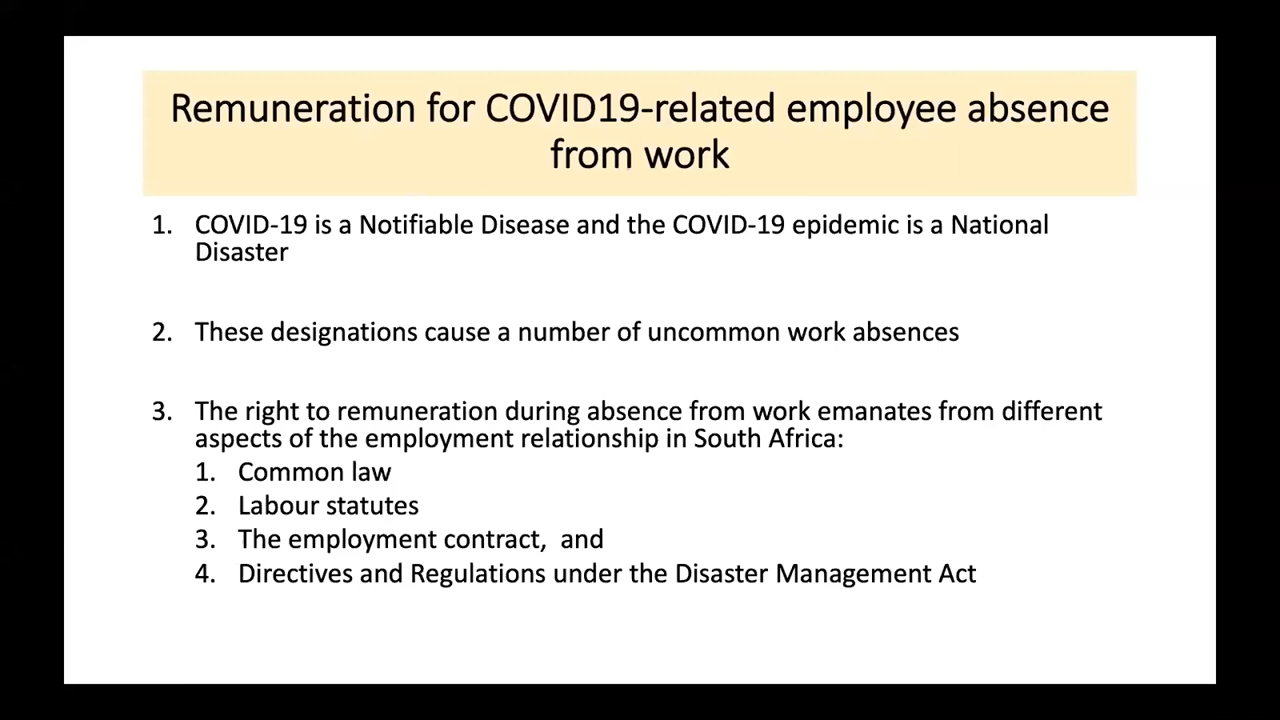 Remuneration for COVID19-related employee absence
from work
1. COVID-19 is a Notifiable Disease and the COVID-19 epidemic is a National
Disaster
2. These designations cause a number of uncommon work absences
3. The right to remuneration during absence from work emanates from different
aspects of the employment relationship in South Africa:
1. Common law
2. Labour statutes
3. The employment contract, and
4. Directives and Regulations under the Disaster Management Act